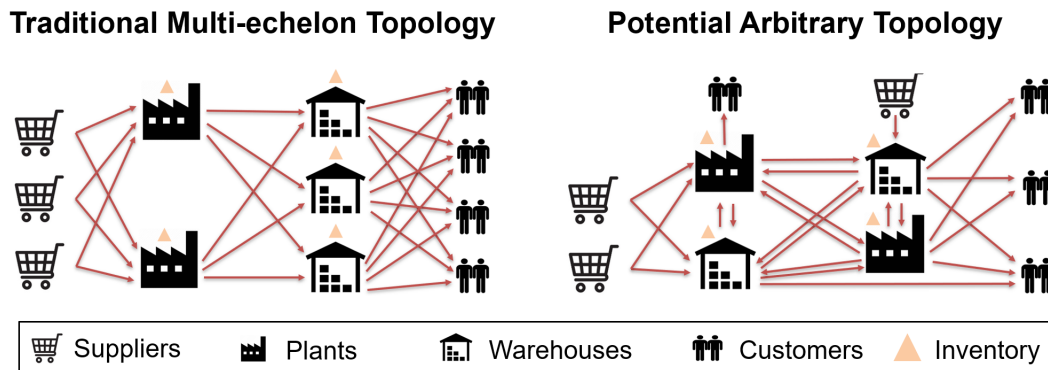 Traditional Multi-echelon Topology
Potential Arbitrary Topology
Suppliers
Plants
Warehouses
Customers
Inventory